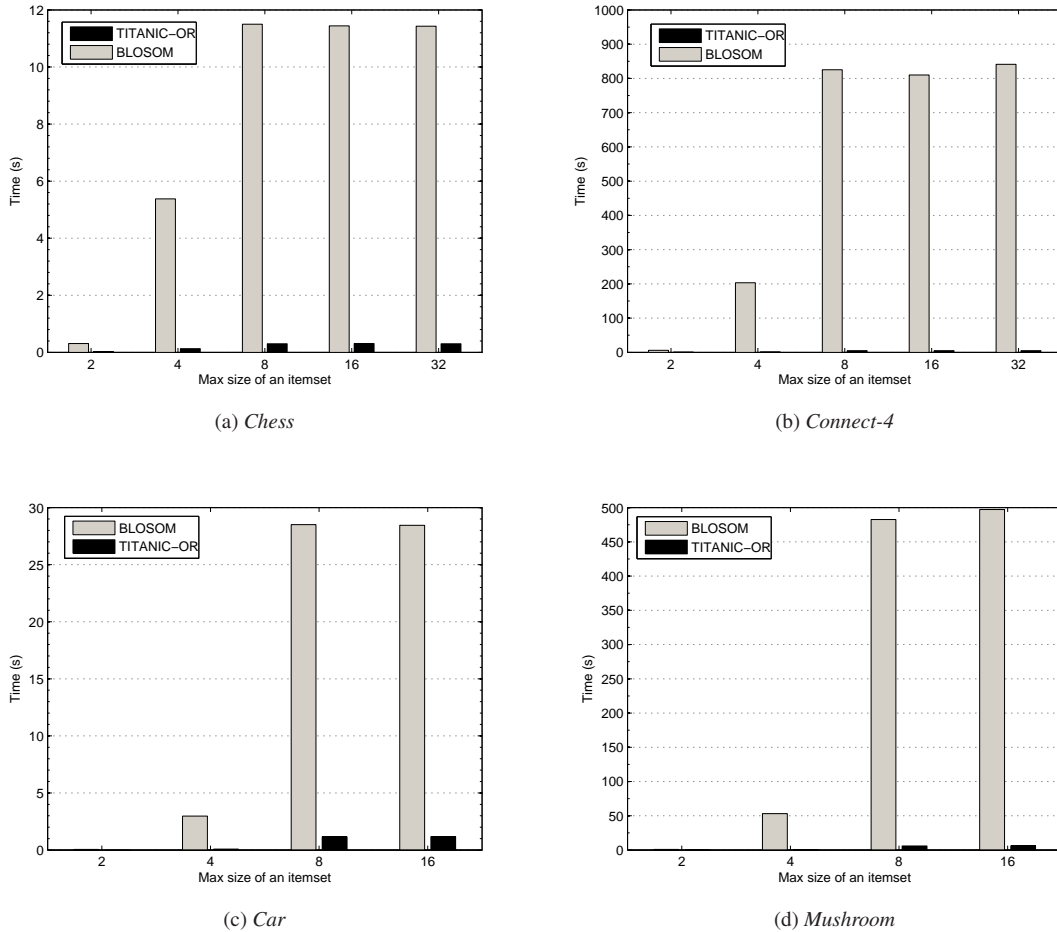 12
10
8
6
4
2
0
Time (s)
TITANIC−OR
BLOSOM
2 4 8 16 32
Max size of an itemset
(a) Chess
1000
900
800
700
600
500
400
300
200
100
0
Time (s)
TITANIC−OR
BLOSOM
2 4 8 16 32
Max size of an itemset
(b) Connect-4
30
25
20
15
10
5
0
Time (s)
BLOSOM
TITANIC−OR
2 4 8 16
Max size of an itemset
(c) Car
500
450
400
350
300
250
200
150
100
50
0
Time (s)
BLOSOM
TITANIC−OR
2 4 8 16
Max size of an itemset
(d) Mushroom